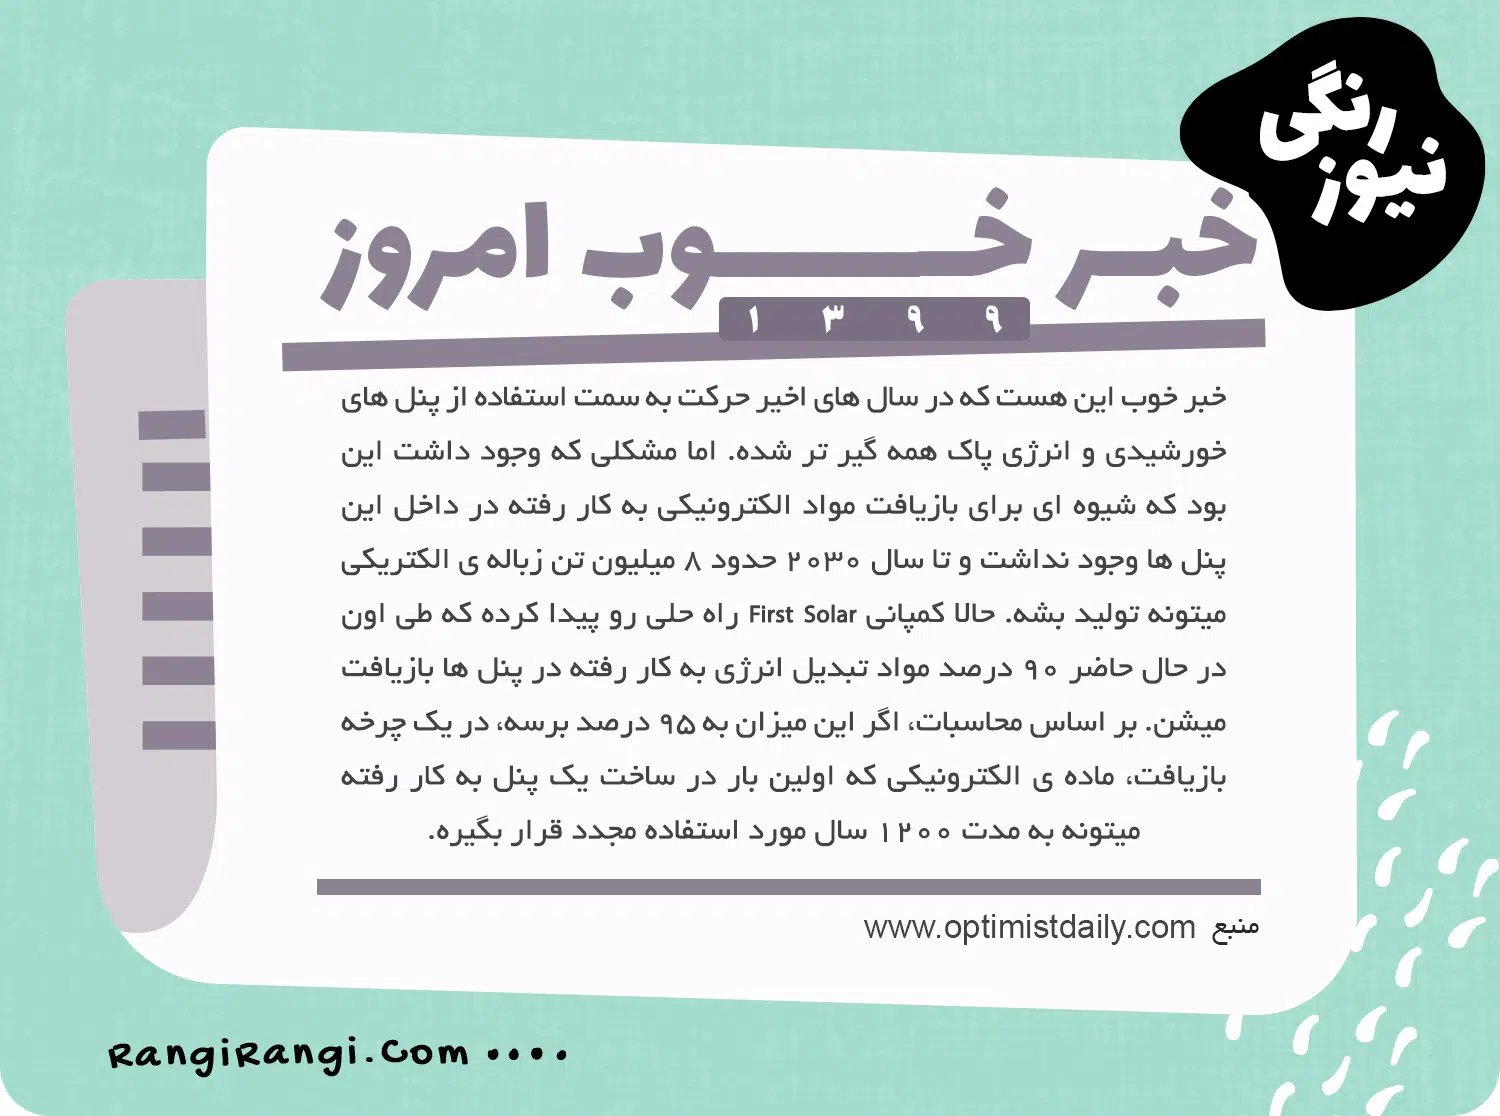 رنگی
نیوز
خبر خوب امروز
۱۳۹۹
خبر خوب این هست که در سال های اخیر حرکت به سمت استفاده از پنل های
خورشیدی و انرژی پاک همه گیر تر شده. اما مشکلی که وجود داشت این
بود که شیوه ای برای بازیافت مواد الکترونیکی به کار رفته در داخل این
پنل ها وجود نداشت و تا سال ۲۰۳۰ حدود ۸ میلیون تن زباله ی الکتریکی
میتونه تولید بشه. حالا کمپانی First Solar راه حلی رو پیدا کرده که طی اون
در حال حاضر ۹۰ درصد مواد تبدیل انرژی به کار رفته در پنل ها بازیافت
میشن. بر اساس محاسبات، اگر این میزان به ۹۵ درصد برسه، در یک چرخه
بازیافت، ماده ی الکترونیکی که اولین بار در ساخت یک پنل به کار رفته
میتونه به مدت ۱۲۰۰ سال مورد استفاده مجدد قرار بگیره.
منبع www.optimistdaily.com
RangiRangi.Com ....